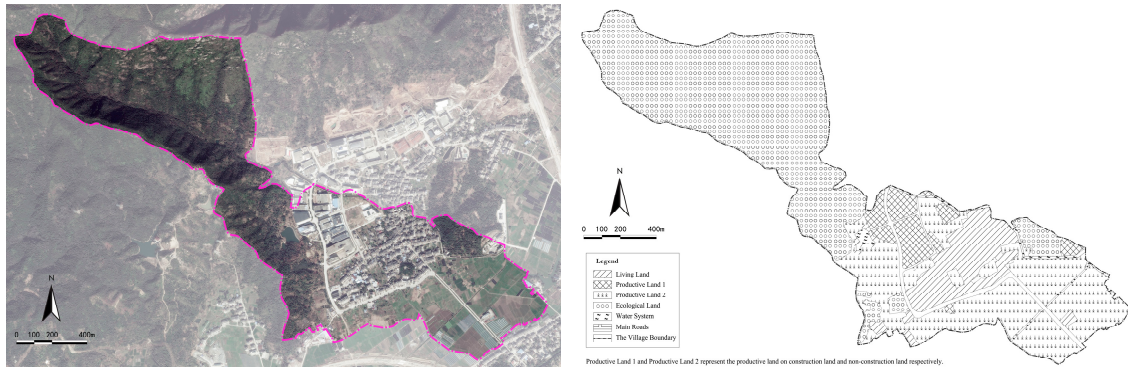 N
0 100 200 400m
N
0 100 200 400m
Legend
Living Land
Productive Land 1
Productive Land 2
Ecological Land
Water System
Main Roads
The Village Boundary
Productive Land 1 and Productive Land 2 represent the productive land on construction land and non-construction land respectively.